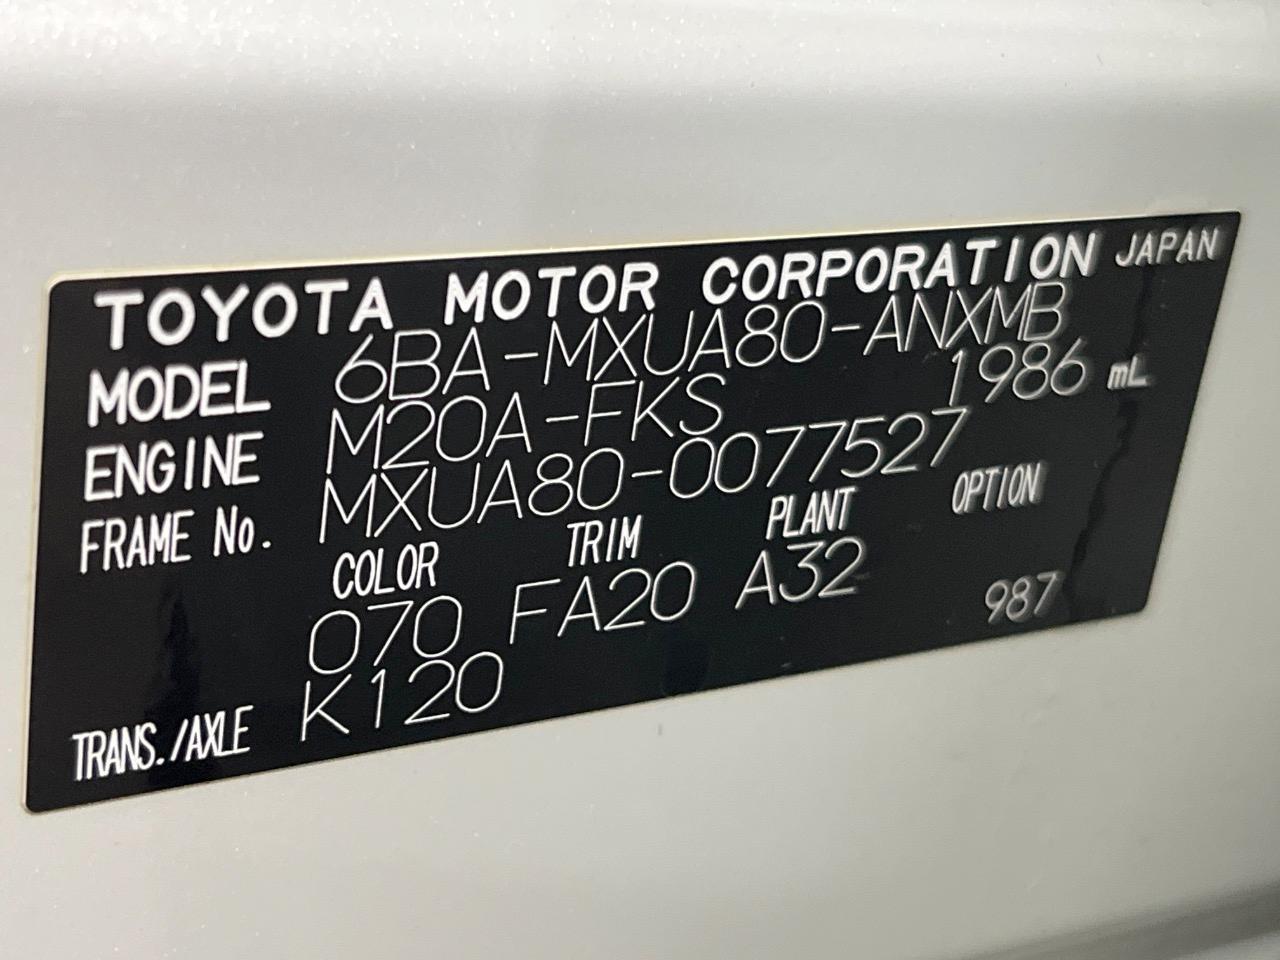 TOYOTA MOTOR CORPORATION JAPAN
MODEL 6BA-MXUA80-ANXMB
ENGINE M20A-FKS 1986 mL
FRAME No. MXUA80-0077527
COLOR TRIM PLANT OPTION
070 FA20 A32 987
TRANS./AXLE K120